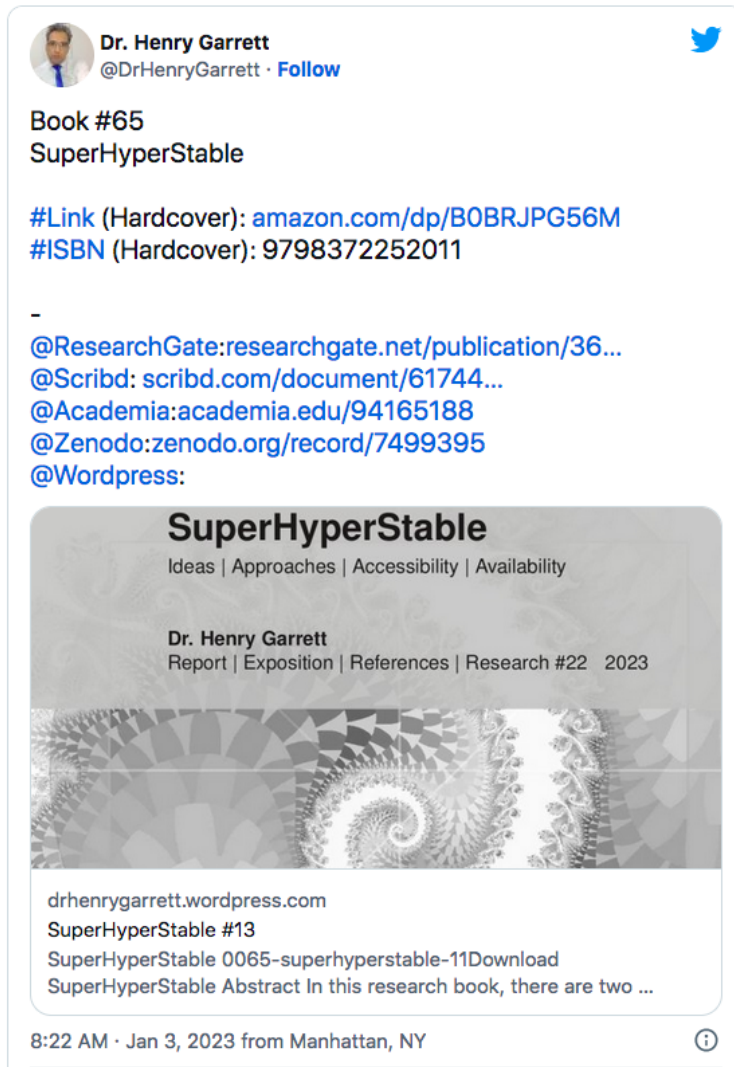 Dr. Henry Garrett
@DrHenryGarrett · Follow
Book #65
SuperHyperStable
#Link (Hardcover): amazon.com/dp/B0BRJPG56M
#ISBN (Hardcover): 9798372252011
-
@ResearchGate:researchgate.net/publication/36...
@Scribd: scribd.com/document/61744...
@Academia:academia.edu/94165188
@Zenodo:zenodo.org/record/7499395
@Wordpress:
SuperHyperStable
Ideas | Approaches | Accessibility | Availability
Dr. Henry Garrett
Report | Exposition | References | Research #22 2023
drhenrygarrett.wordpress.com
SuperHyperStable #13
SuperHyperStable 0065-superhyperstable-11Download
SuperHyperStable Abstract In this research book, there are two ...
8:22 AM · Jan 3, 2023 from Manhattan, NY